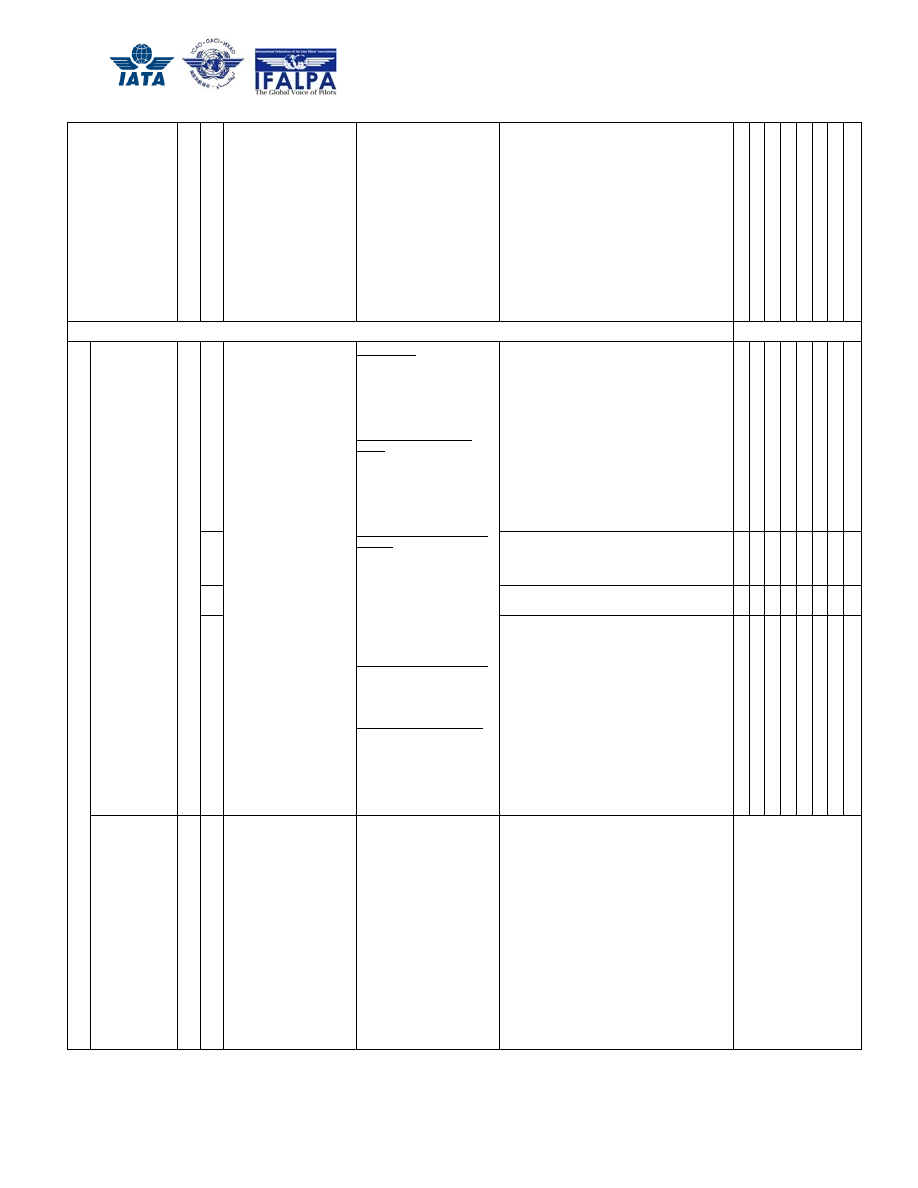 IATA
ICAO · OACI · ИКАО
International Federation of Air Line Pilots' Associations
IFALPA
The Global Voice of Pilots